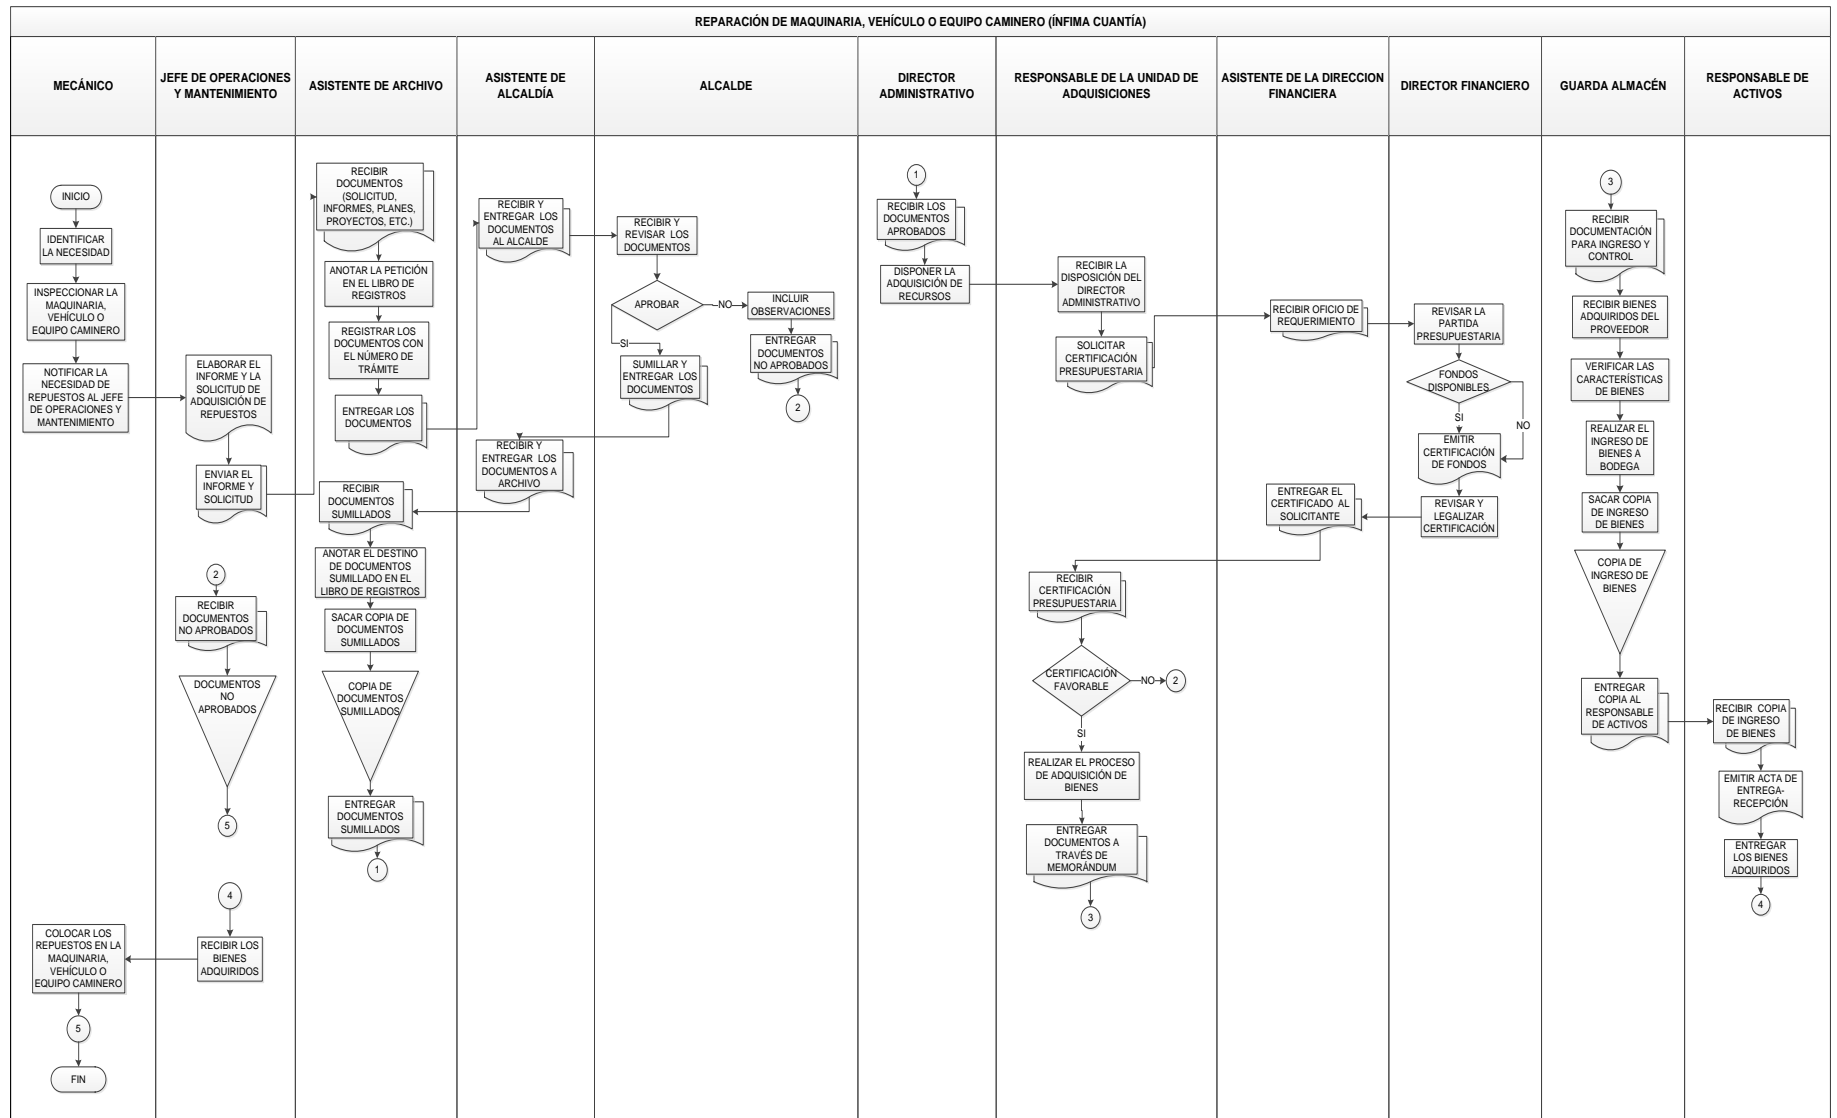 REPARACIÓN DE MAQUINARIA, VEHÍCULO O EQUIPO CAMINERO (ÍNFIMA CUANTÍA)
MECÁNICO
JEFE DE OPERACIONES
Y MANTENIMIENTO
ASISTENTE DE ARCHIVO
ASISTENTE DE
ALCALDÍA
ALCALDE
DIRECTOR
ADMINISTRATIVO
RESPONSABLE DE LA UNIDAD DE
ADQUISICIONES
ASISTENTE DE LA DIRECCION
FINANCIERA
DIRECTOR FINANCIERO
GUARDA ALMACÉN
RESPONSABLE DE
ACTIVOS
INICIO
IDENTIFICAR
LA NECESIDAD
INSPECCIONAR LA
MAQUINARIA,
VEHÍCULO O
EQUIPO CAMINERO
NOTIFICAR LA
NECESIDAD DE
REPUESTOS AL JEFE
DE OPERACIONES Y
MANTENIMIENTO
COLOCAR LOS
REPUESTOS EN LA
MAQUINARIA,
VEHÍCULO O
EQUIPO CAMINERO
5
FIN
ELABORAR EL
INFORME Y LA
SOLICITUD DE
ADQUISICIÓN DE
REPUESTOS
ENVIAR EL
INFORME Y
SOLICITUD
2
RECIBIR
DOCUMENTOS
NO APROBADOS
DOCUMENTOS
NO
APROBADOS
5
4
RECIBIR LOS
BIENES
ADQUIRIDOS
RECIBIR
DOCUMENTOS
(SOLICITUD,
INFORMES, PLANES,
PROYECTOS, ETC.)
ANOTAR LA PETICIÓN
EN EL LIBRO DE
REGISTROS
REGISTRAR LOS
DOCUMENTOS CON
EL NÚMERO DE
TRÁMITE
ENTREGAR LOS
DOCUMENTOS
RECIBIR
DOCUMENTOS
SUMILLADOS
ANOTAR EL DESTINO
DE DOCUMENTOS
SUMILLADO EN EL
LIBRO DE REGISTROS
SACAR COPIA DE
DOCUMENTOS
SUMILLADOS
COPIA DE
DOCUMENTOS
SUMILLADOS
ENTREGAR
DOCUMENTOS
SUMILLADOS
1
RECIBIR Y
ENTREGAR LOS
DOCUMENTOS
AL ALCALDE
RECIBIR Y
ENTREGAR LOS
DOCUMENTOS A
ARCHIVO
RECIBIR Y
REVISAR LOS
DOCUMENTOS
APROBAR
NO
SI
INCLUIR
OBSERVACIONES
ENTREGAR
DOCUMENTOS
NO APROBADOS
2
SUMILLAR Y
ENTREGAR LOS
DOCUMENTOS
1
RECIBIR LOS
DOCUMENTOS
APROBADOS
DISPONER LA
ADQUISICIÓN DE
RECURSOS
RECIBIR LA
DISPOSICIÓN DEL
DIRECTOR
ADMINISTRATIVO
SOLICITAR
CERTIFICACIÓN
PRESUPUESTARIA
RECIBIR
CERTIFICACIÓN
PRESUPUESTARIA
CERTIFICACIÓN
FAVORABLE
NO
2
SI
REALIZAR EL PROCESO
DE ADQUISICIÓN DE
BIENES
ENTREGAR
DOCUMENTOS A
TRAVÉS DE
MEMORÁNDUM
3
RECIBIR OFICIO DE
REQUERIMIENTO
ENTREGAR EL
CERTIFICADO AL
SOLICITANTE
REVISAR LA
PARTIDA
PRESUPUESTARIA
FONDOS
DISPONIBLES
SI
NO
EMITIR
CERTIFICACIÓN
DE FONDOS
REVISAR Y
LEGALIZAR
CERTIFICACIÓN
3
RECIBIR
DOCUMENTACIÓN
PARA INGRESO Y
CONTROL
RECIBIR BIENES
ADQUIRIDOS DEL
PROVEEDOR
VERIFICAR LAS
CARACTERÍSTICAS
DE BIENES
REALIZAR EL
INGRESO DE
BIENES A
BODEGA
SACAR COPIA
DE INGRESO
DE BIENES
COPIA DE
INGRESO DE
BIENES
ENTREGAR
COPIA AL
RESPONSABLE
DE ACTIVOS
RECIBIR COPIA
DE INGRESO
DE BIENES
EMITIR ACTA DE
ENTREGA-
RECEPCIÓN
ENTREGAR
LOS BIENES
ADQUIRIDOS
4